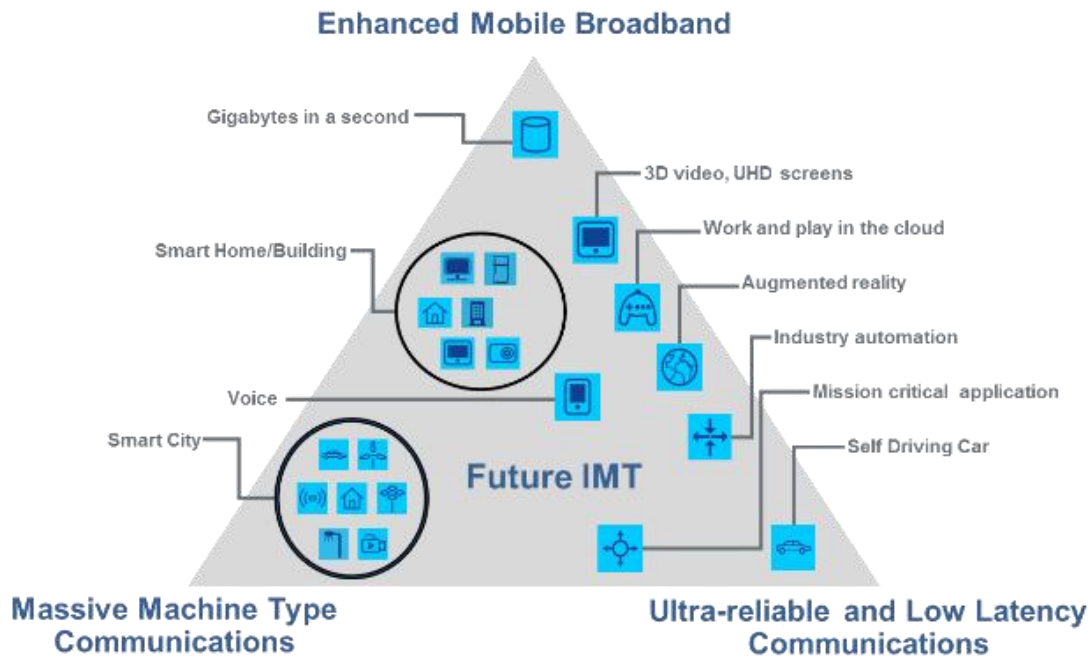 Enhanced Mobile Broadband
Gigabytes in a second
3D video, UHD screens
Work and play in the cloud
Smart Home/Building
Augmented reality
Industry automation
Mission critical application
Voice
Smart City
Self Driving Car
Future IMT
Massive Machine Type
Communications
Ultra-reliable and Low Latency
Communications